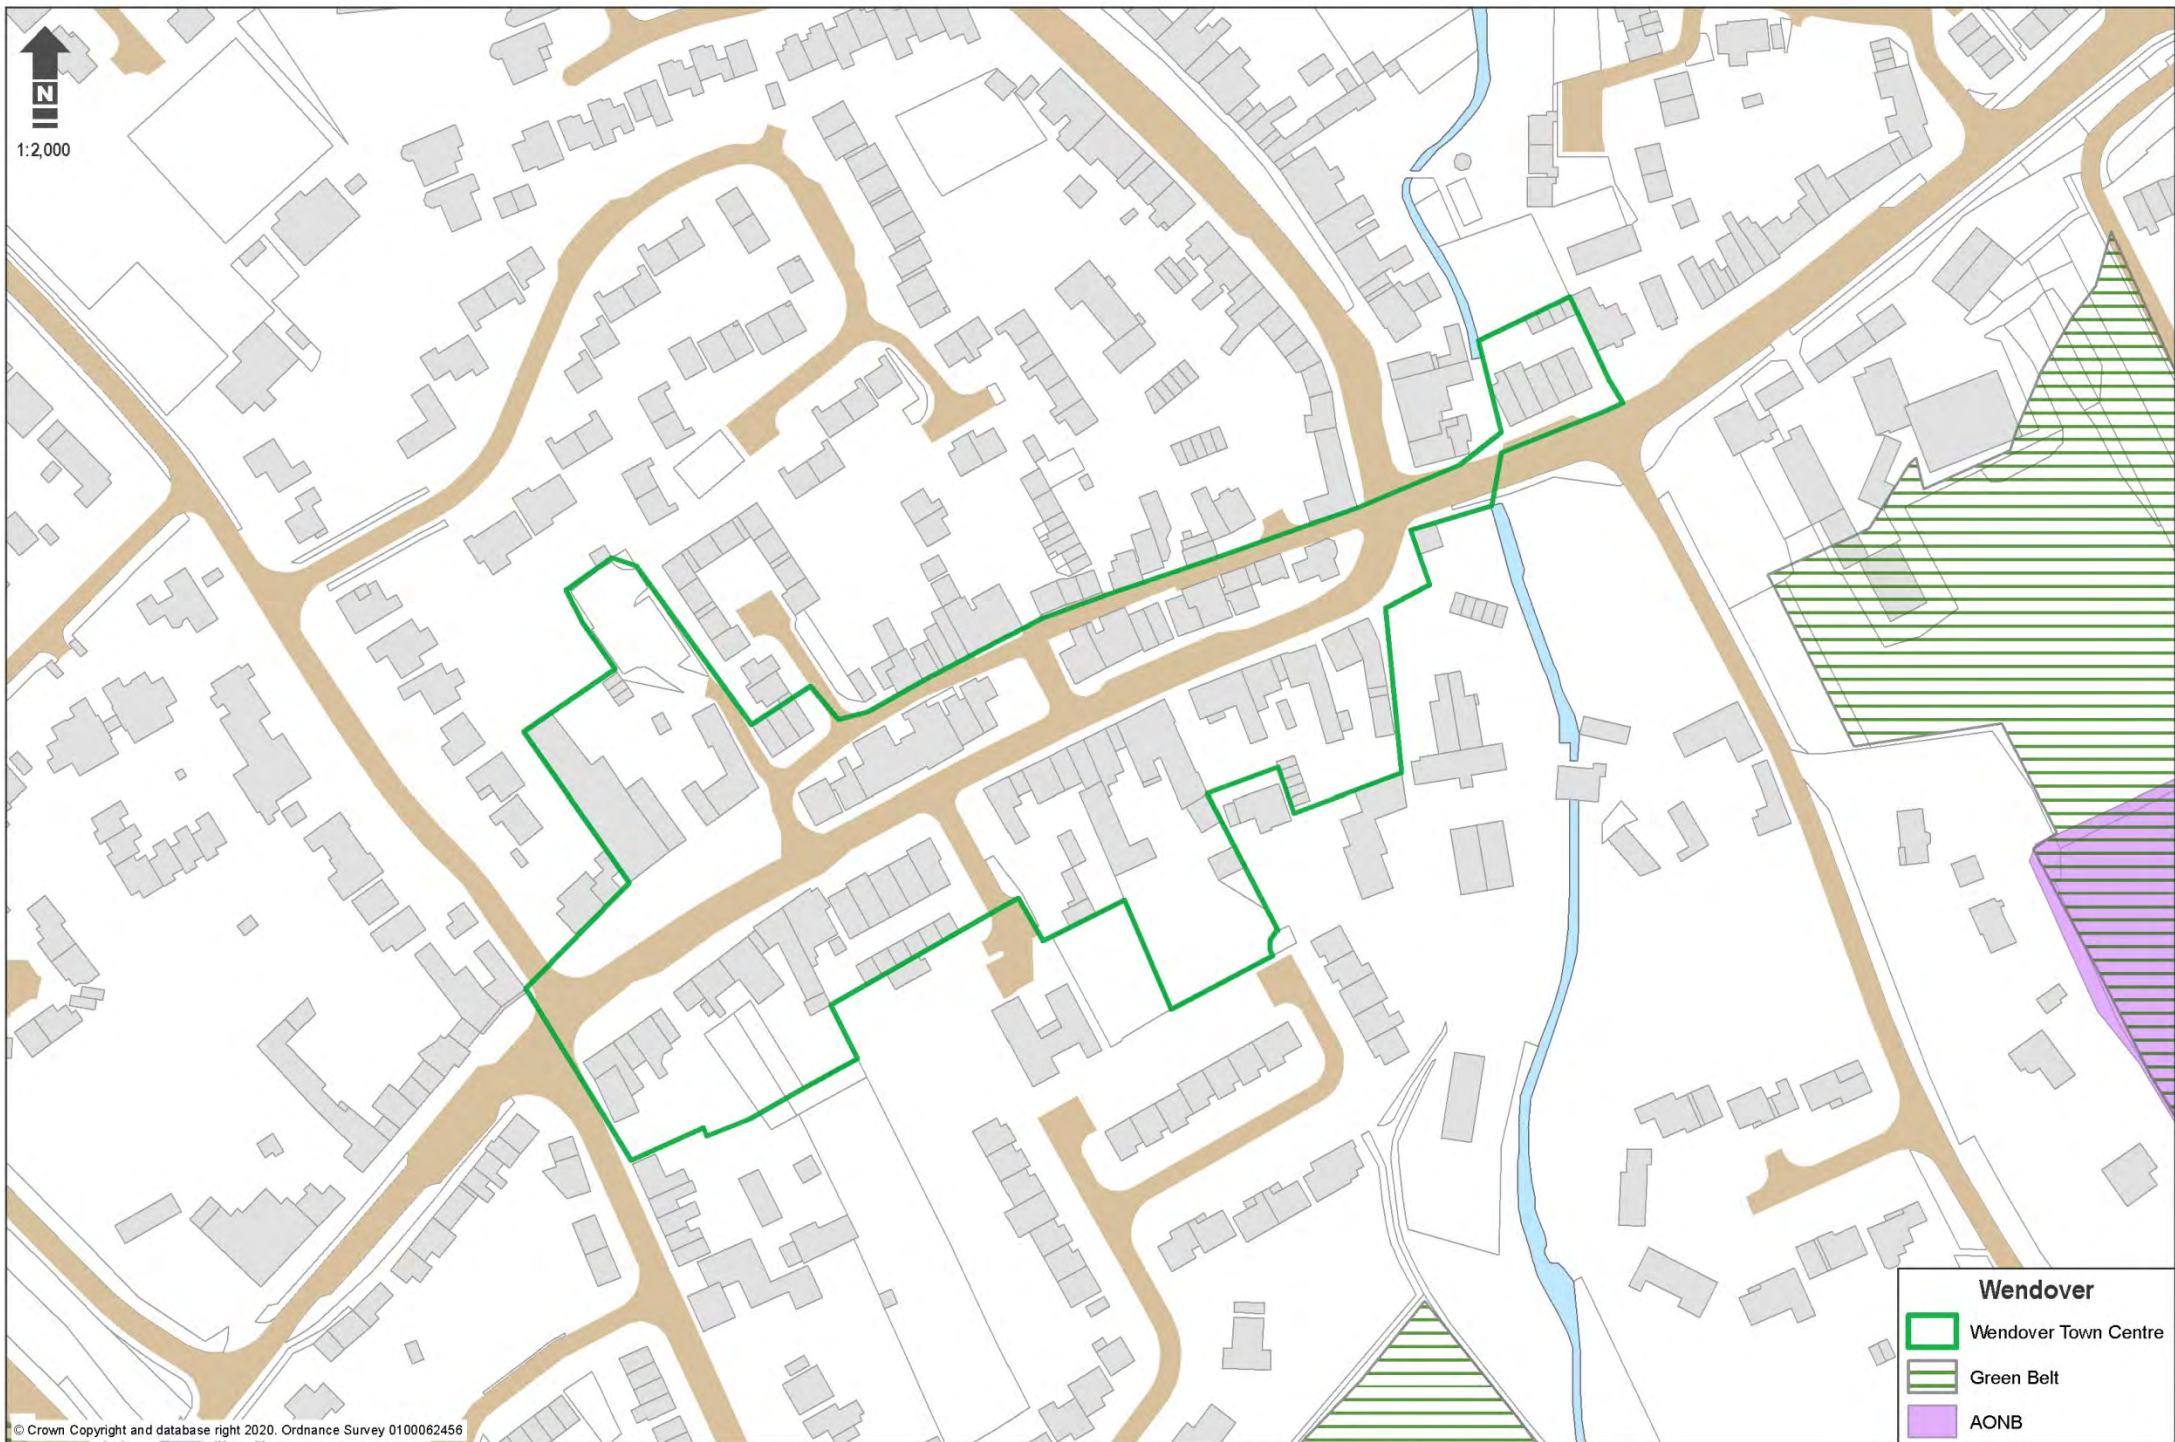 N
1:2,000
Wendover
Wendover Town Centre
Green Belt
AONB
© Crown Copyright and database right 2020. Ordnance Survey 0100062456